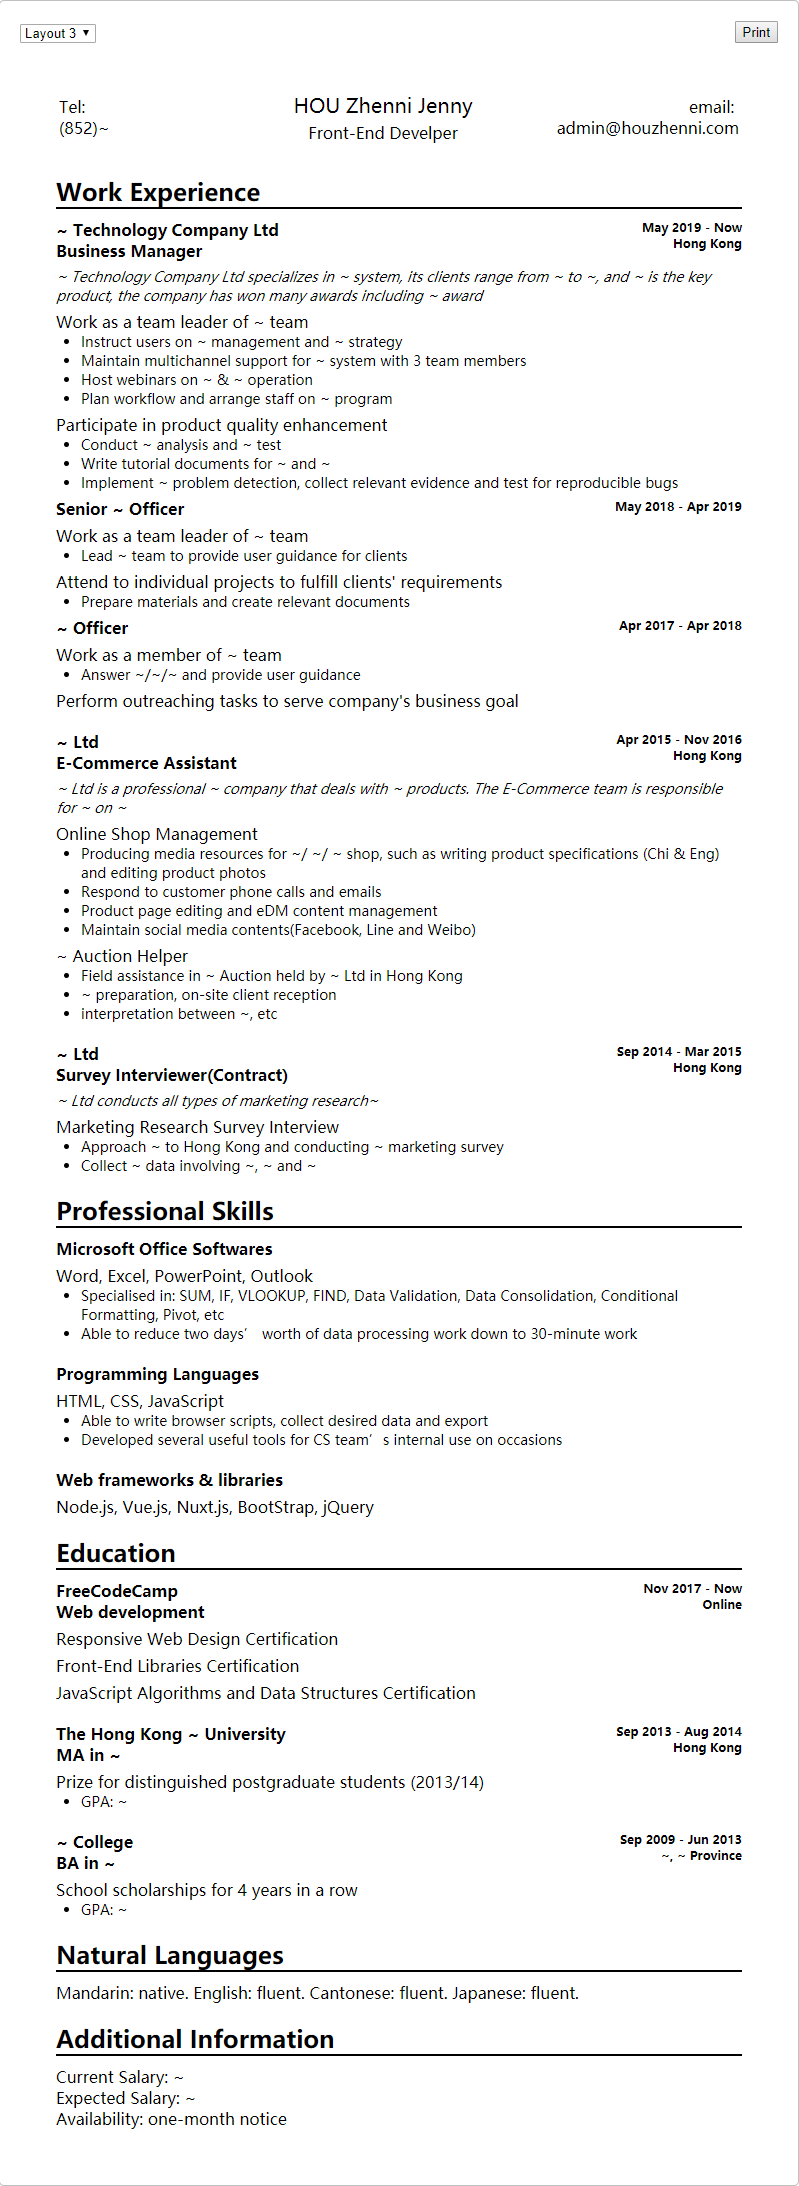 Layout 3 ▼ Print
Tel: HOU Zhenni Jenny email:
(852)~ Front-End Develper admin@houzhenni.com
Work Experience
~ Technology Company Ltd May 2019 - Now
Business Manager Hong Kong
~ Technology Company Ltd specializes in ~ system, its clients range from ~ to ~, and ~ is the key
product, the company has won many awards including ~ award
Work as a team leader of ~ team
• Instruct users on ~ management and ~ strategy
• Maintain multichannel support for ~ system with 3 team members
• Host webinars on ~ & ~ operation
• Plan workflow and arrange staff on ~ program
Participate in product quality enhancement
• Conduct ~ analysis and ~ test
• Write tutorial documents for ~ and ~
• Implement ~ problem detection, collect relevant evidence and test for reproducible bugs
Senior ~ Officer May 2018 - Apr 2019
Work as a team leader of ~ team
• Lead ~ team to provide user guidance for clients
Attend to individual projects to fulfill clients' requirements
• Prepare materials and create relevant documents
~ Officer Apr 2017 - Apr 2018
Work as a member of ~ team
• Answer ~/~/~ and provide user guidance
Perform outreaching tasks to serve company's business goal
~ Ltd Apr 2015 - Nov 2016
E-Commerce Assistant Hong Kong
~ Ltd is a professional ~ company that deals with ~ products. The E-Commerce team is responsible
for ~ on ~
Online Shop Management
• Producing media resources for ~/ ~/ ~ shop, such as writing product specifications (Chi & Eng)
and editing product photos
• Respond to customer phone calls and emails
• Product page editing and eDM content management
• Maintain social media contents(Facebook, Line and Weibo)
~ Auction Helper
• Field assistance in ~ Auction held by ~ Ltd in Hong Kong
• ~ preparation, on-site client reception
• interpretation between ~, etc
~ Ltd Sep 2014 - Mar 2015
Survey Interviewer(Contract) Hong Kong
~ Ltd conducts all types of marketing research~
Marketing Research Survey Interview
• Approach ~ to Hong Kong and conducting ~ marketing survey
• Collect ~ data involving ~, ~ and ~
Professional Skills
Microsoft Office Softwares
Word, Excel, PowerPoint, Outlook
• Specialised in: SUM, IF, VLOOKUP, FIND, Data Validation, Data Consolidation, Conditional
Formatting, Pivot, etc
• Able to reduce two days’ worth of data processing work down to 30-minute work
Programming Languages
HTML, CSS, JavaScript
• Able to write browser scripts, collect desired data and export
• Developed several useful tools for CS team’s internal use on occasions
Web frameworks & libraries
Node.js, Vue.js, Nuxt.js, BootStrap, jQuery
Education
FreeCodeCamp Nov 2017 - Now
Web development Online
Responsive Web Design Certification
Front-End Libraries Certification
JavaScript Algorithms and Data Structures Certification
The Hong Kong ~ University Sep 2013 - Aug 2014
MA in ~ Hong Kong
Prize for distinguished postgraduate students (2013/14)
• GPA: ~
~ College Sep 2009 - Jun 2013
BA in ~ ~, ~ Province
School scholarships for 4 years in a row
• GPA: ~
Natural Languages
Mandarin: native. English: fluent. Cantonese: fluent. Japanese: fluent.
Additional Information
Current Salary: ~
Expected Salary: ~
Availability: one-month notice